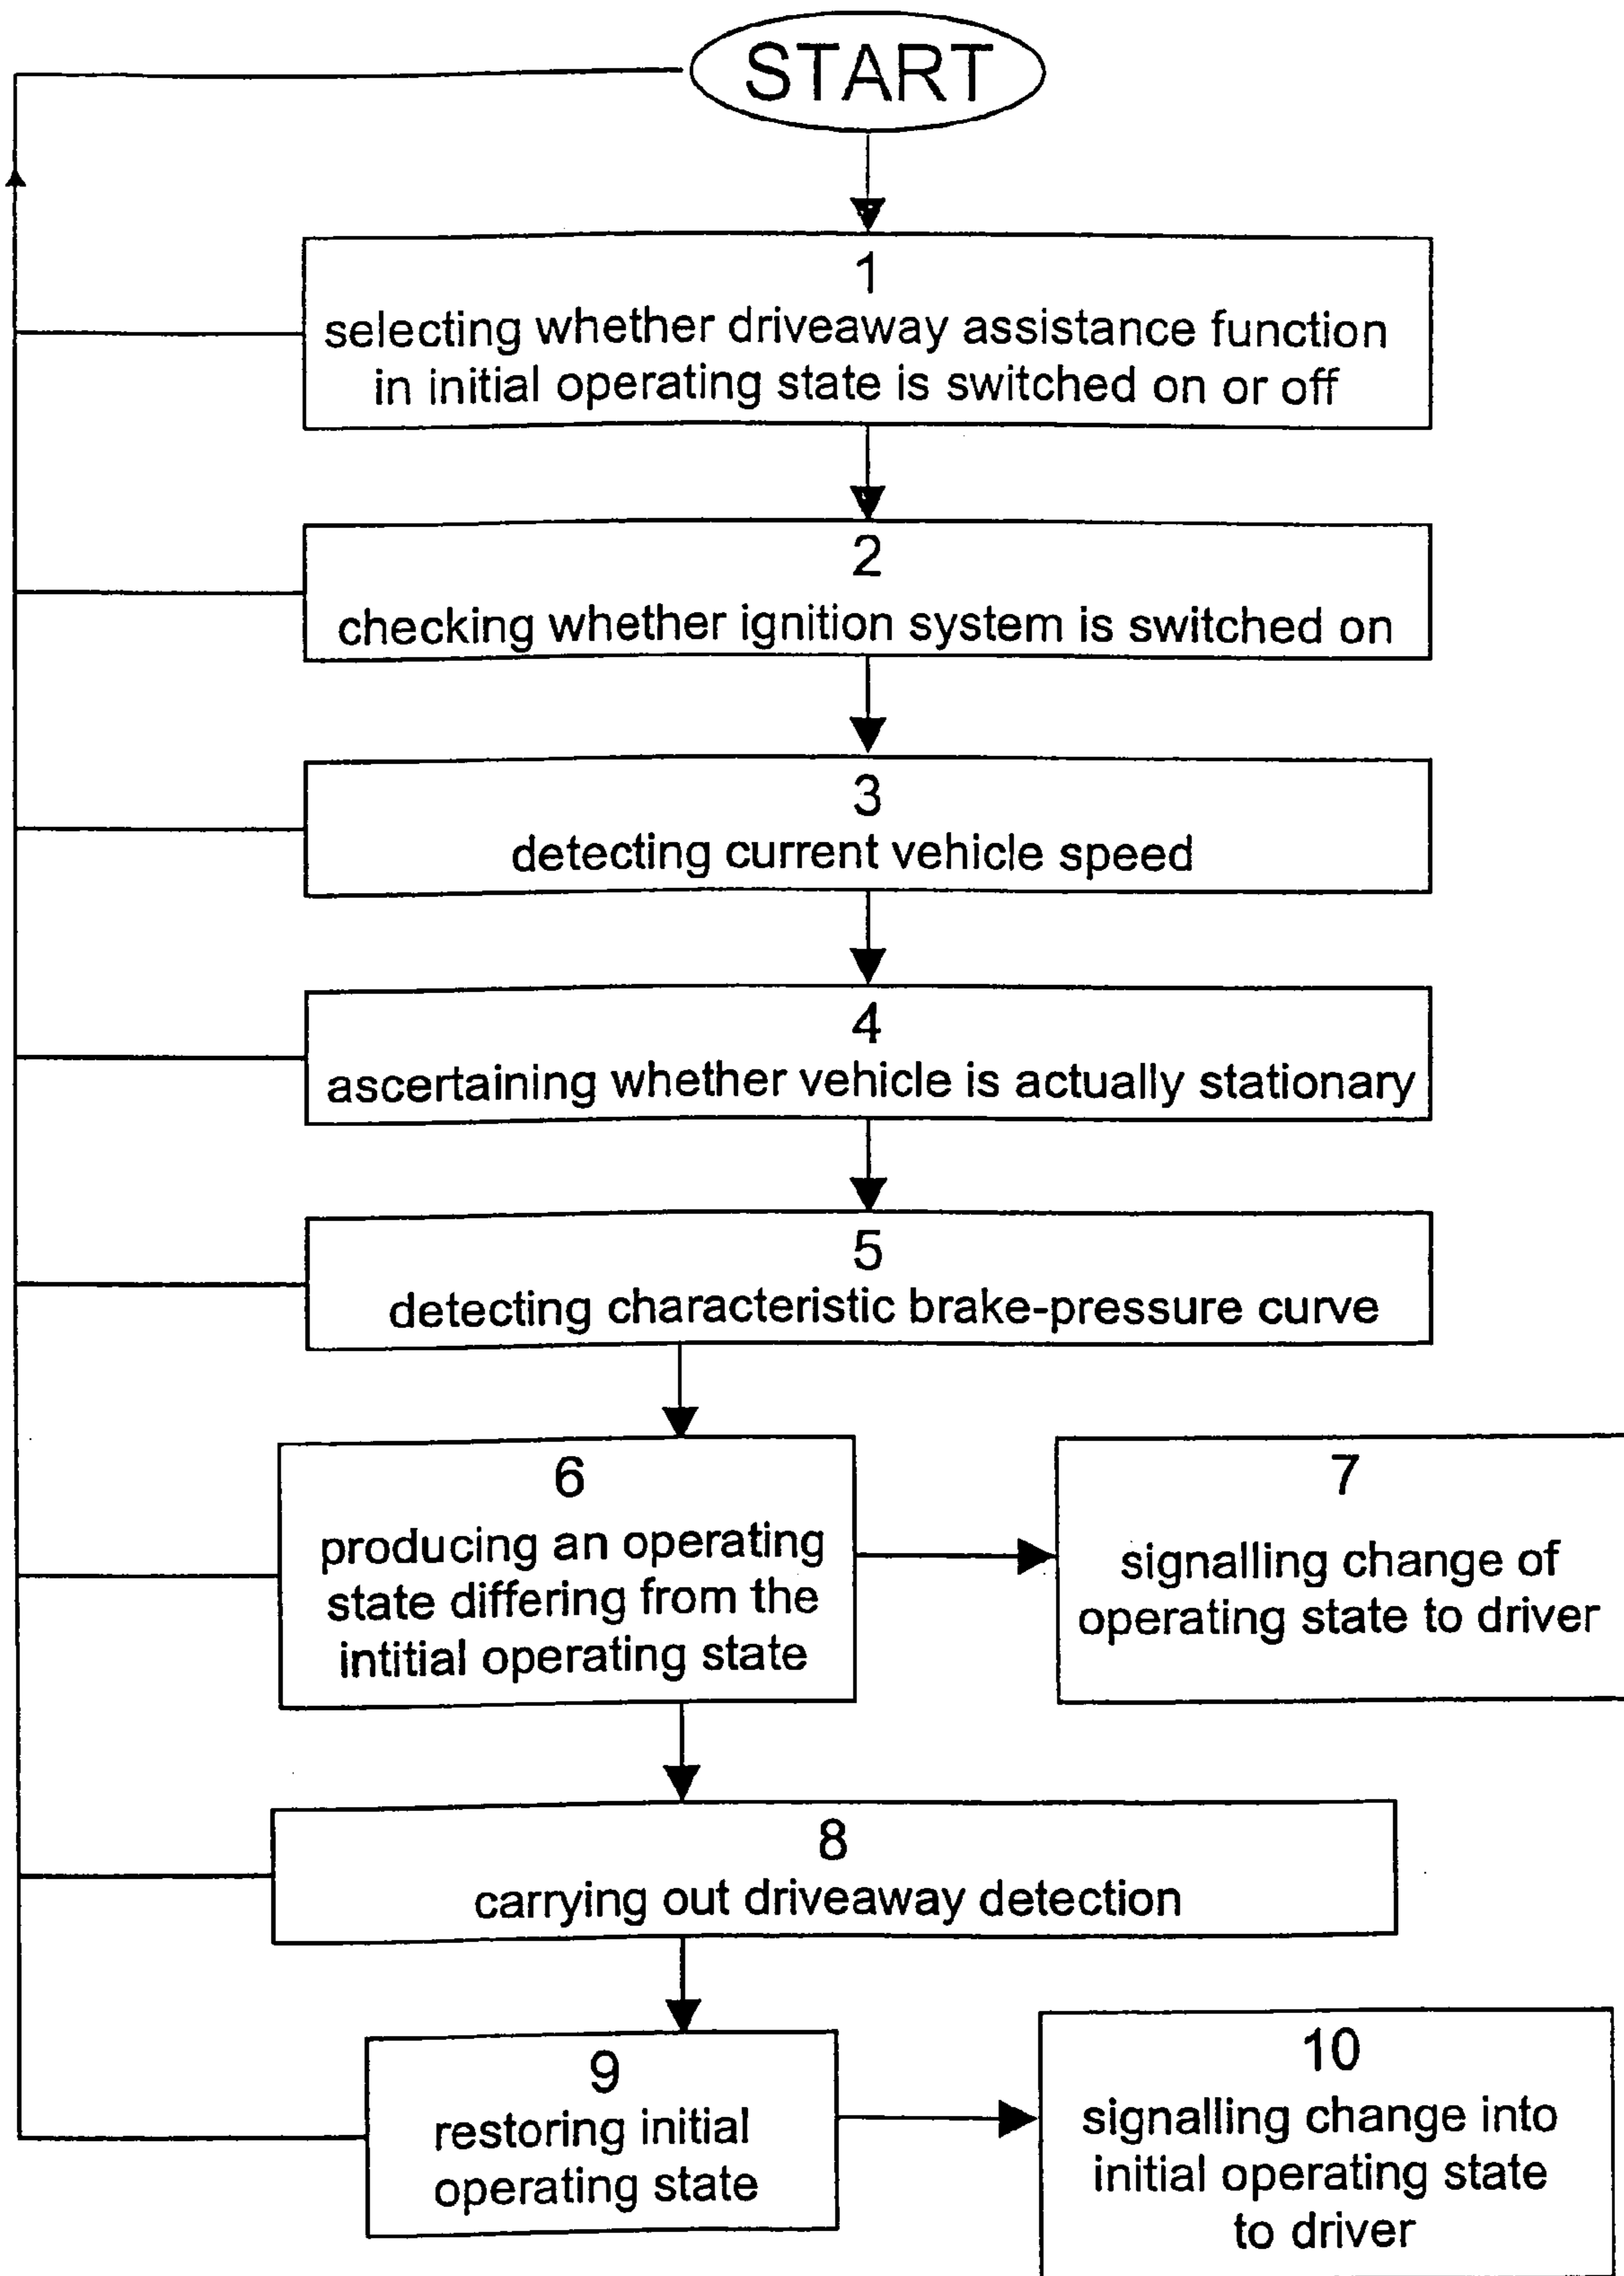 START
1
selecting whether driveaway assistance function
in initial operating state is switched on or off
2
checking whether ignition system is switched on
3
detecting current vehicle speed
4
ascertaining whether vehicle is actually stationary
5
detecting characteristic brake-pressure curve
6
producing an operating
state differing from the
intitial operating state
7
signalling change of
operating state to driver
8
carrying out driveaway detection
9
restoring initial
operating state
10
signalling change into
initial operating state
to driver